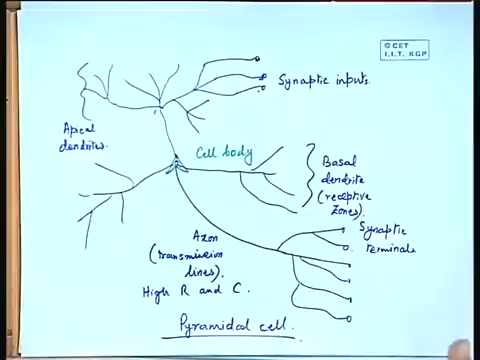 © CET
I.I.T. KGP
Synaptic inputs.
Apical
dendrites.
Cell body
Basal
dendrite
(receptive
zones).
Synaptic
terminals
Axon
(transmission
lines).
High R and C.
Pyramidal cell.